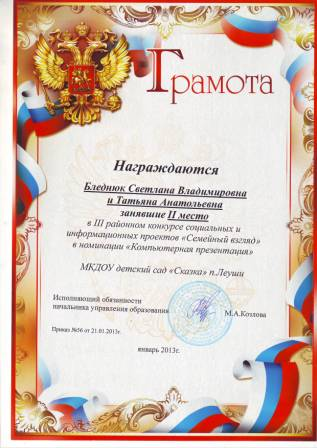 Грамота
Награждаются
Бледнюк Светлана Владимировна
и Татьяна Анатольевна
занявшие II место
в III районном конкурсе социальных и
информационных проектов «Семейный взгляд»
в номинации «Компьютерная презентация»
МКДОУ детский сад «Сказка» п.Леуши
Исполняющий обязанности
начальника управления образования
М.А.Козлова
Приказ №56 от 21.01.2013г.
январь 2013г.